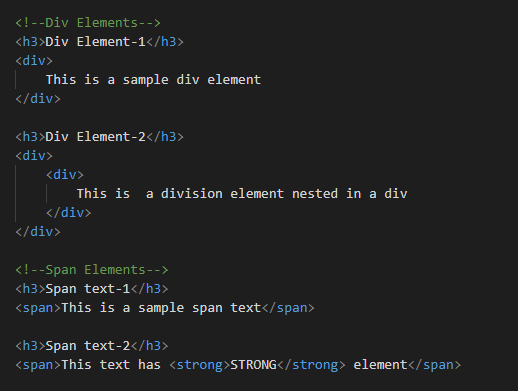 <!--Div Elements-->
<h3>Div Element-1</h3>
<div>
    This is a sample div element
</div>

<h3>Div Element-2</h3>
<div>
    <div>
        This is  a division element nested in a div
    </div>
</div>

<!--Span Elements-->
<h3>Span text-1</h3>
<span>This is a sample span text</span>

<h3>Span text-2</h3>
<span>This text has <strong>STRONG</strong> element</span>